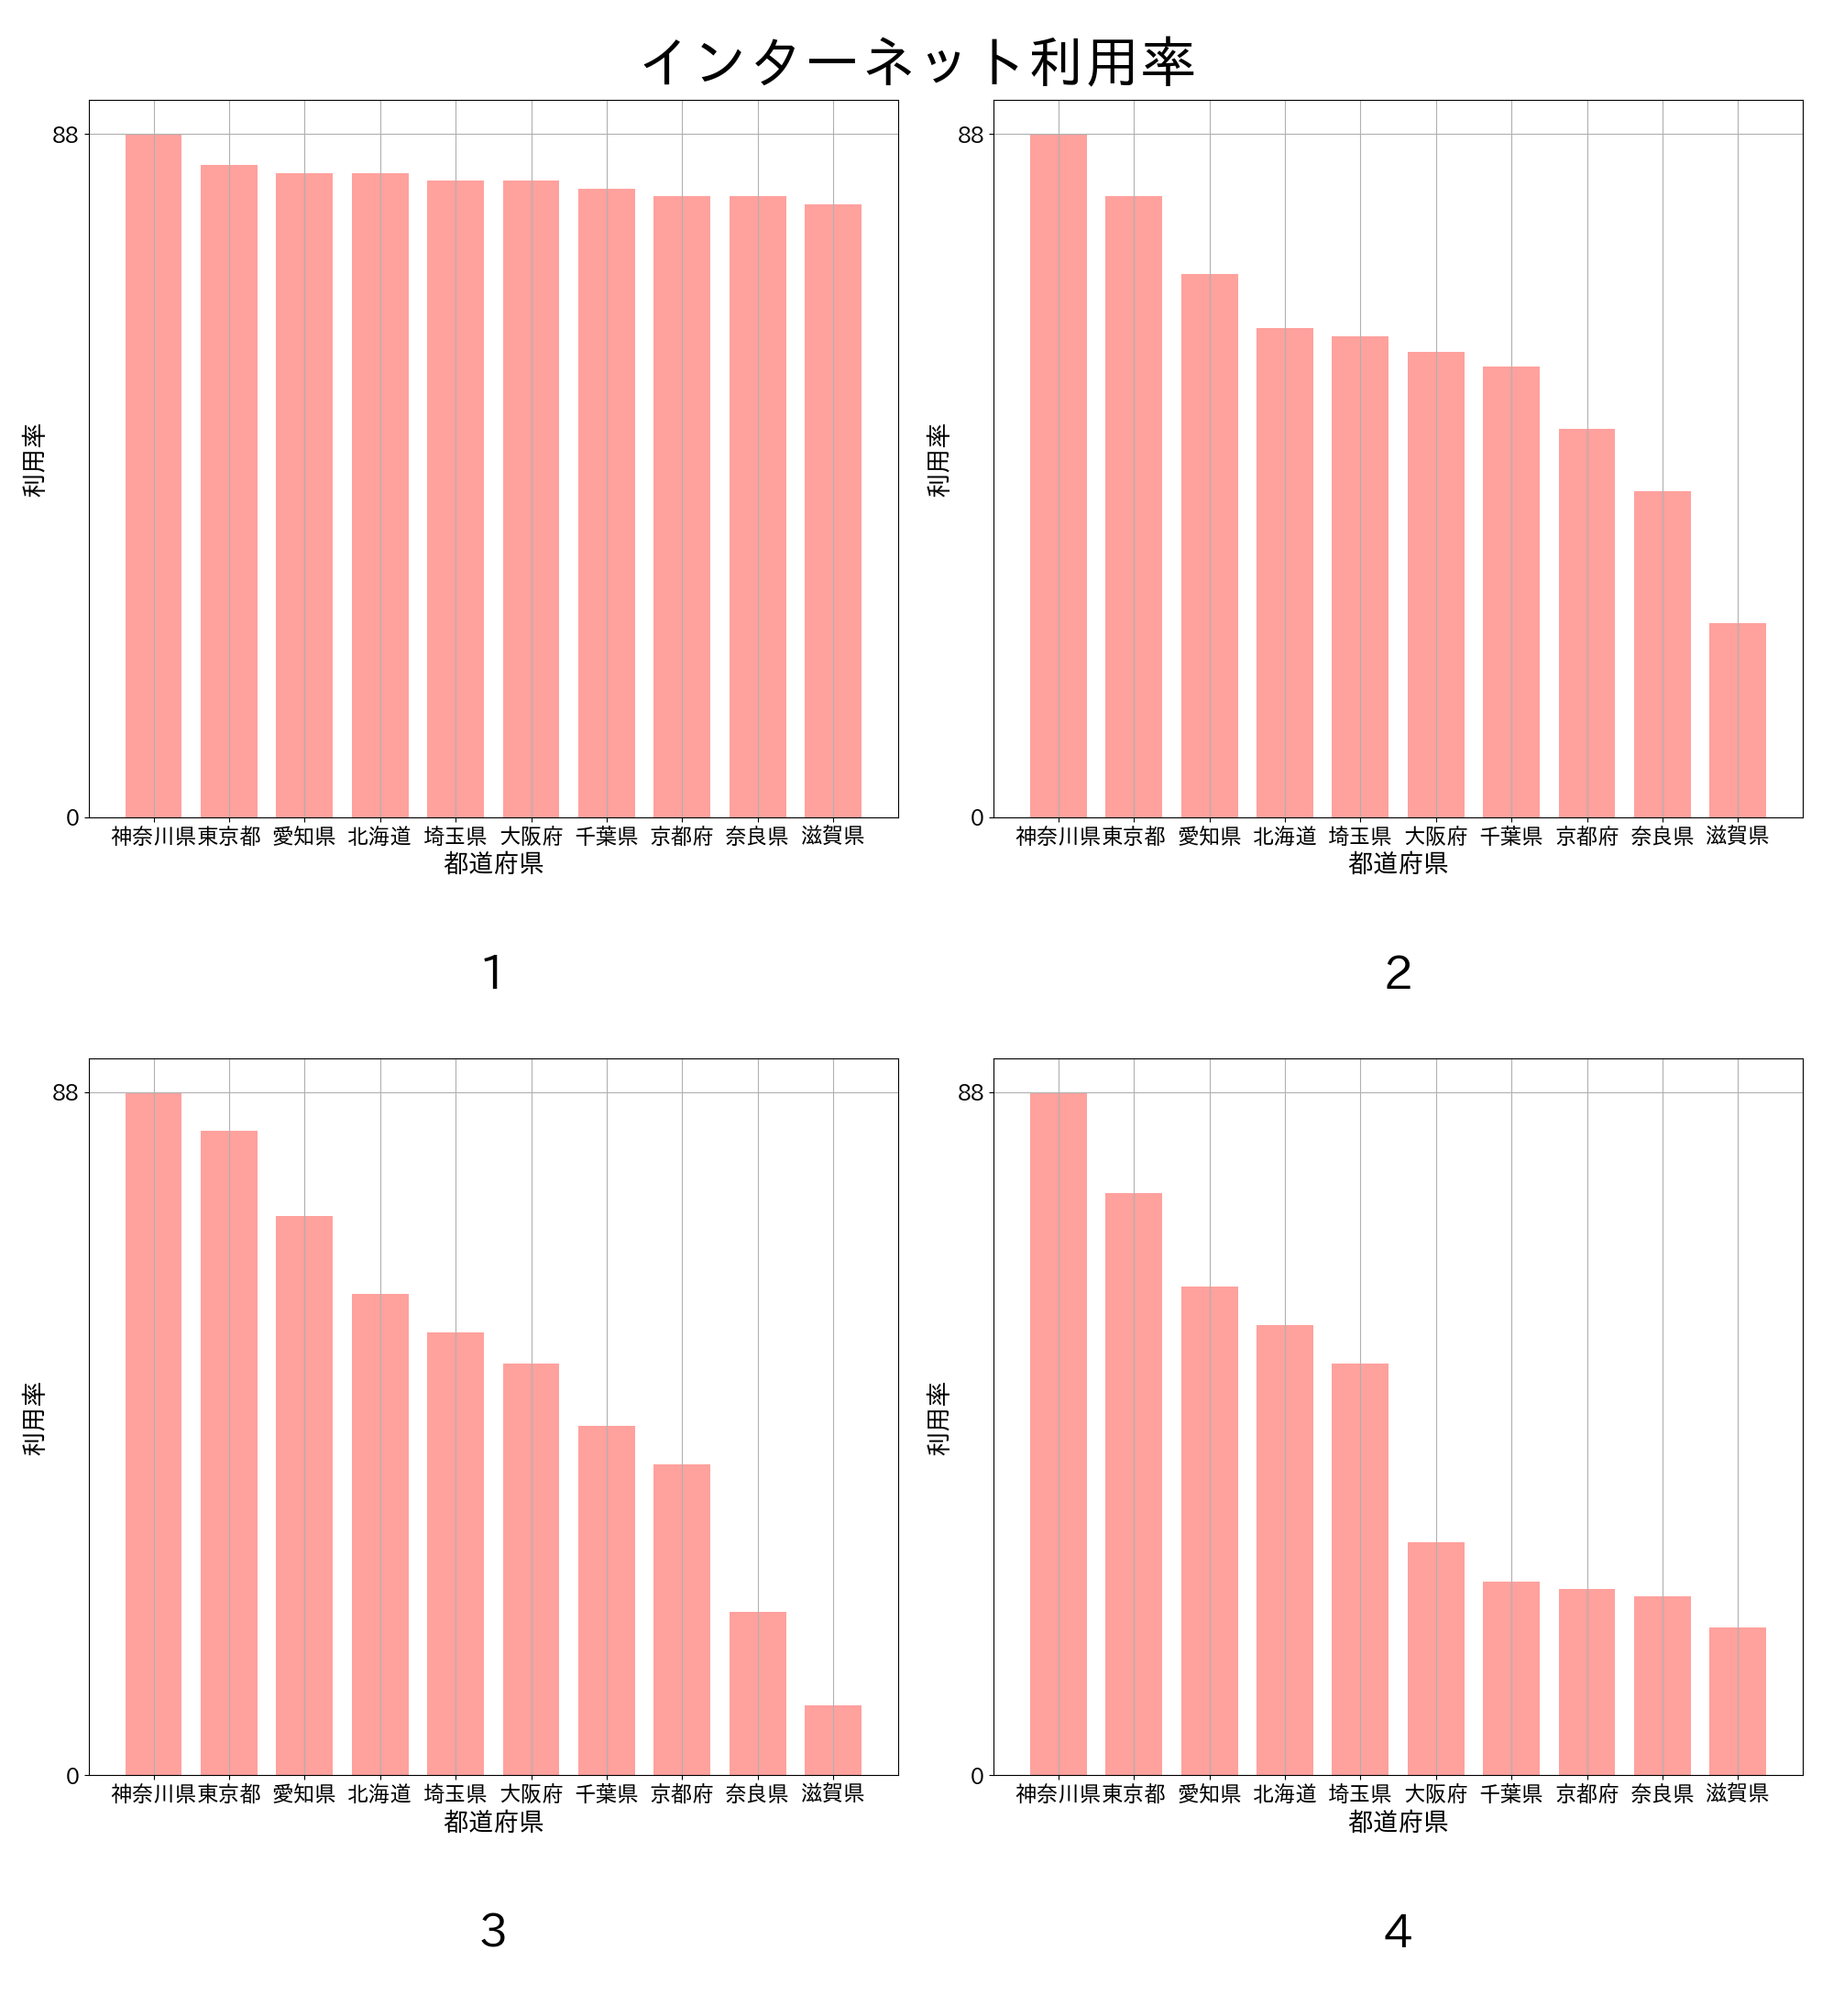 インターネット利用率
88
0
利用率
神奈川県 東京都 愛知県 北海道 埼玉県 大阪府 千葉県 京都府 奈良県 滋賀県
都道府県
1
88
0
利用率
神奈川県 東京都 愛知県 北海道 埼玉県 大阪府 千葉県 京都府 奈良県 滋賀県
都道府県
2
88
0
利用率
神奈川県 東京都 愛知県 北海道 埼玉県 大阪府 千葉県 京都府 奈良県 滋賀県
都道府県
3
88
0
利用率
神奈川県 東京都 愛知県 北海道 埼玉県 大阪府 千葉県 京都府 奈良県 滋賀県
都道府県
4